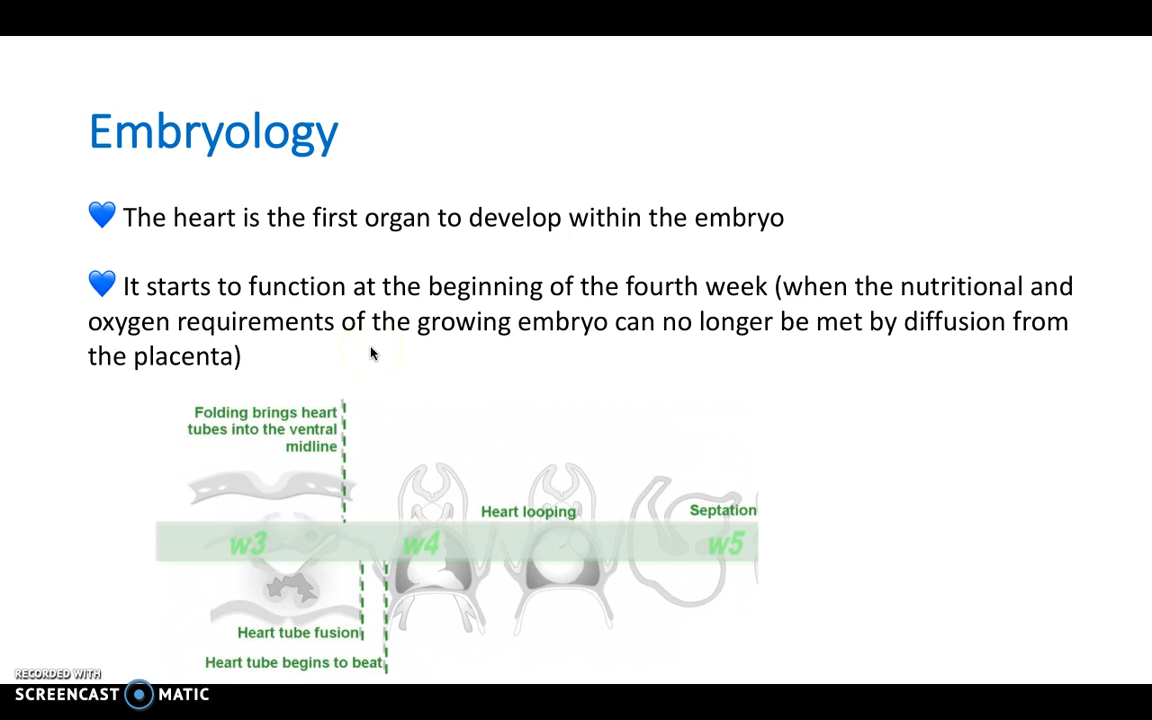 Embryology
💙 The heart is the first organ to develop within the embryo
💙 It starts to function at the beginning of the fourth week (when the nutritional and
oxygen requirements of the growing embryo can no longer be met by diffusion from
the placenta)
Folding brings heart
tubes into the ventral
midline
Heart looping
Septation
w3 w4 w5
Heart tube fusion
Heart tube begins to beat
RECORDED WITH
SCREENCAST MATIC